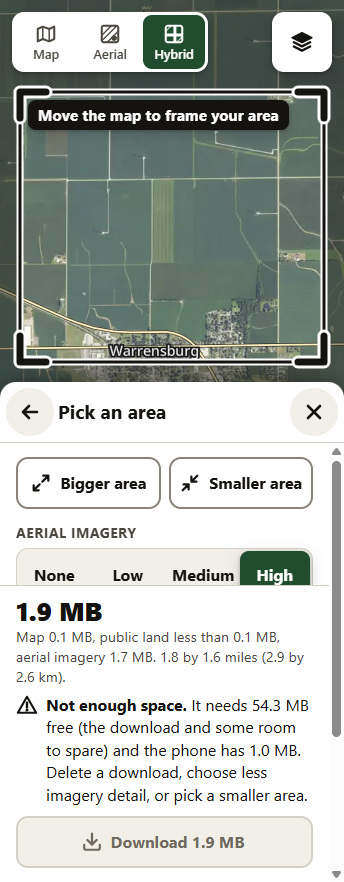 Map
Aerial
Hybrid
Move the map to frame your area
Warrensburg
Pick an area
Bigger area
Smaller area
AERIAL IMAGERY
None
Low
Medium
High
1.9 MB
Map 0.1 MB, public land less than 0.1 MB,
aerial imagery 1.7 MB. 1.8 by 1.6 miles (2.9 by
2.6 km).
Not enough space. It needs 54.3 MB
free (the download and some room
to spare) and the phone has 1.0 MB.
Delete a download, choose less
imagery detail, or pick a smaller area.
Download 1.9 MB